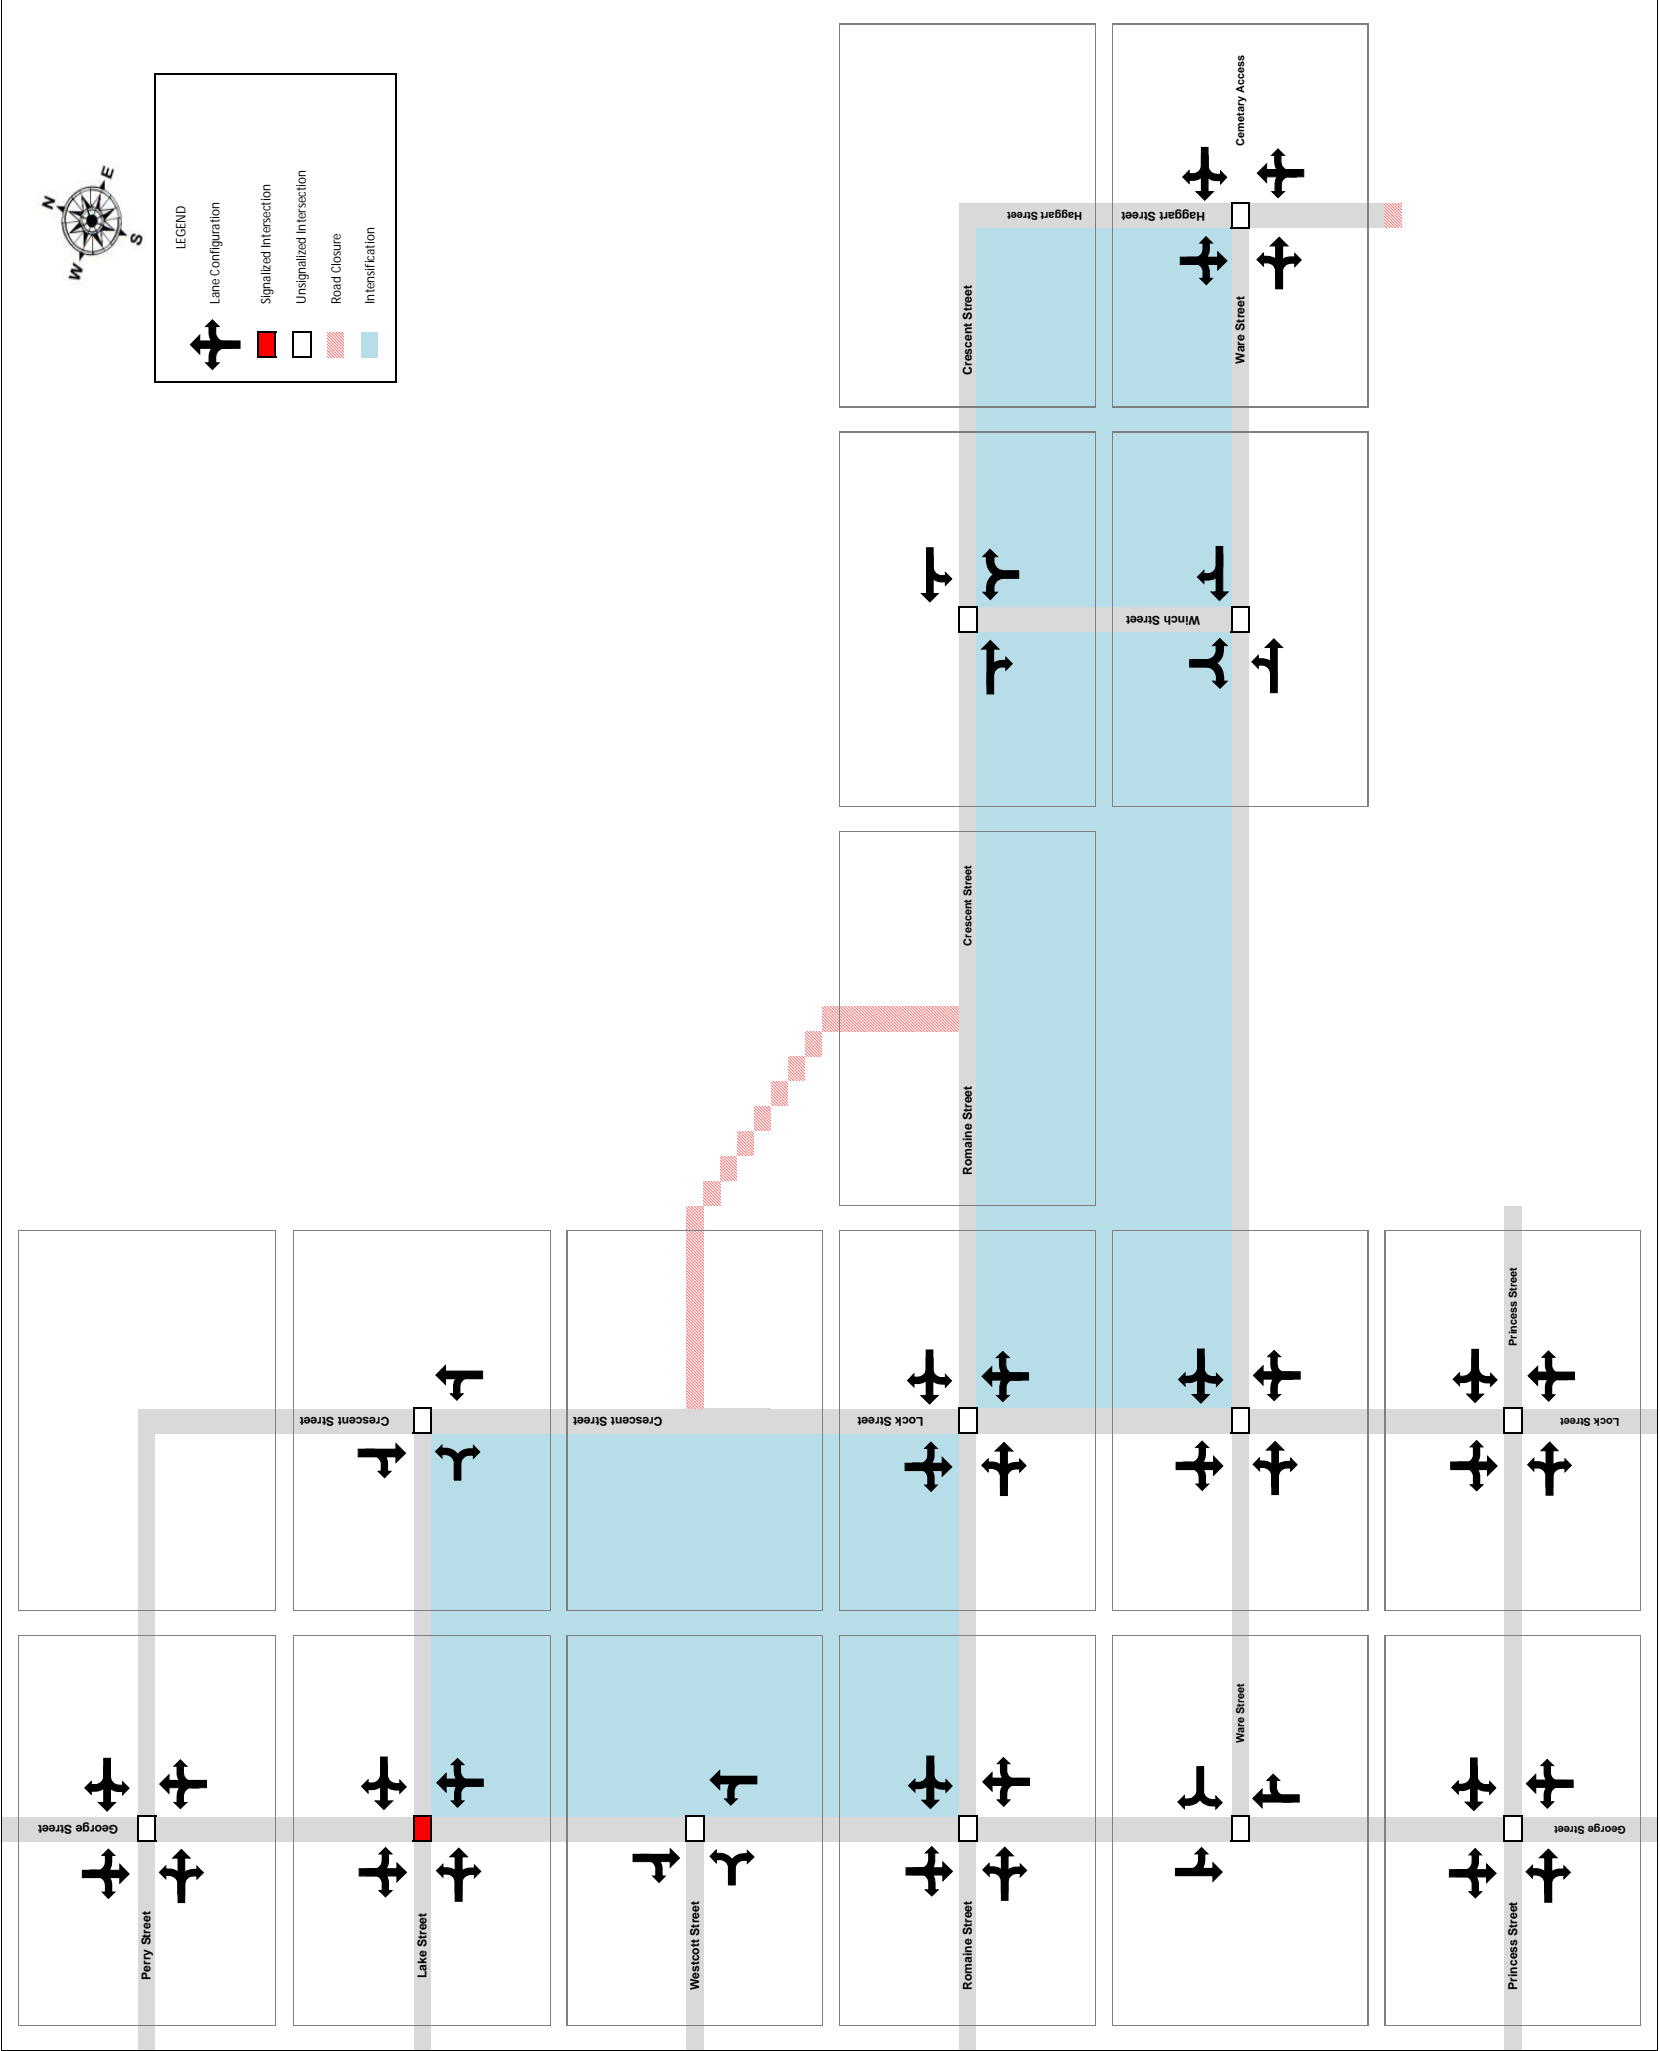 N
E
S
W
LEGEND
Lane Configuration
Signalized Intersection
Unsignalized Intersection
Road Closure
Intensification
George Street
Perry Street
Crescent Street
Lake Street
Crescent Street
Westcott Street
Lock Street
Romaine Street
Romaine Street
Crescent Street
Crescent Street
Haggart Street
Winch Street
Haggart Street
Ware Street
Ware Street
Cemetary Access
Princess Street
Princess Street
George Street
Lock Street